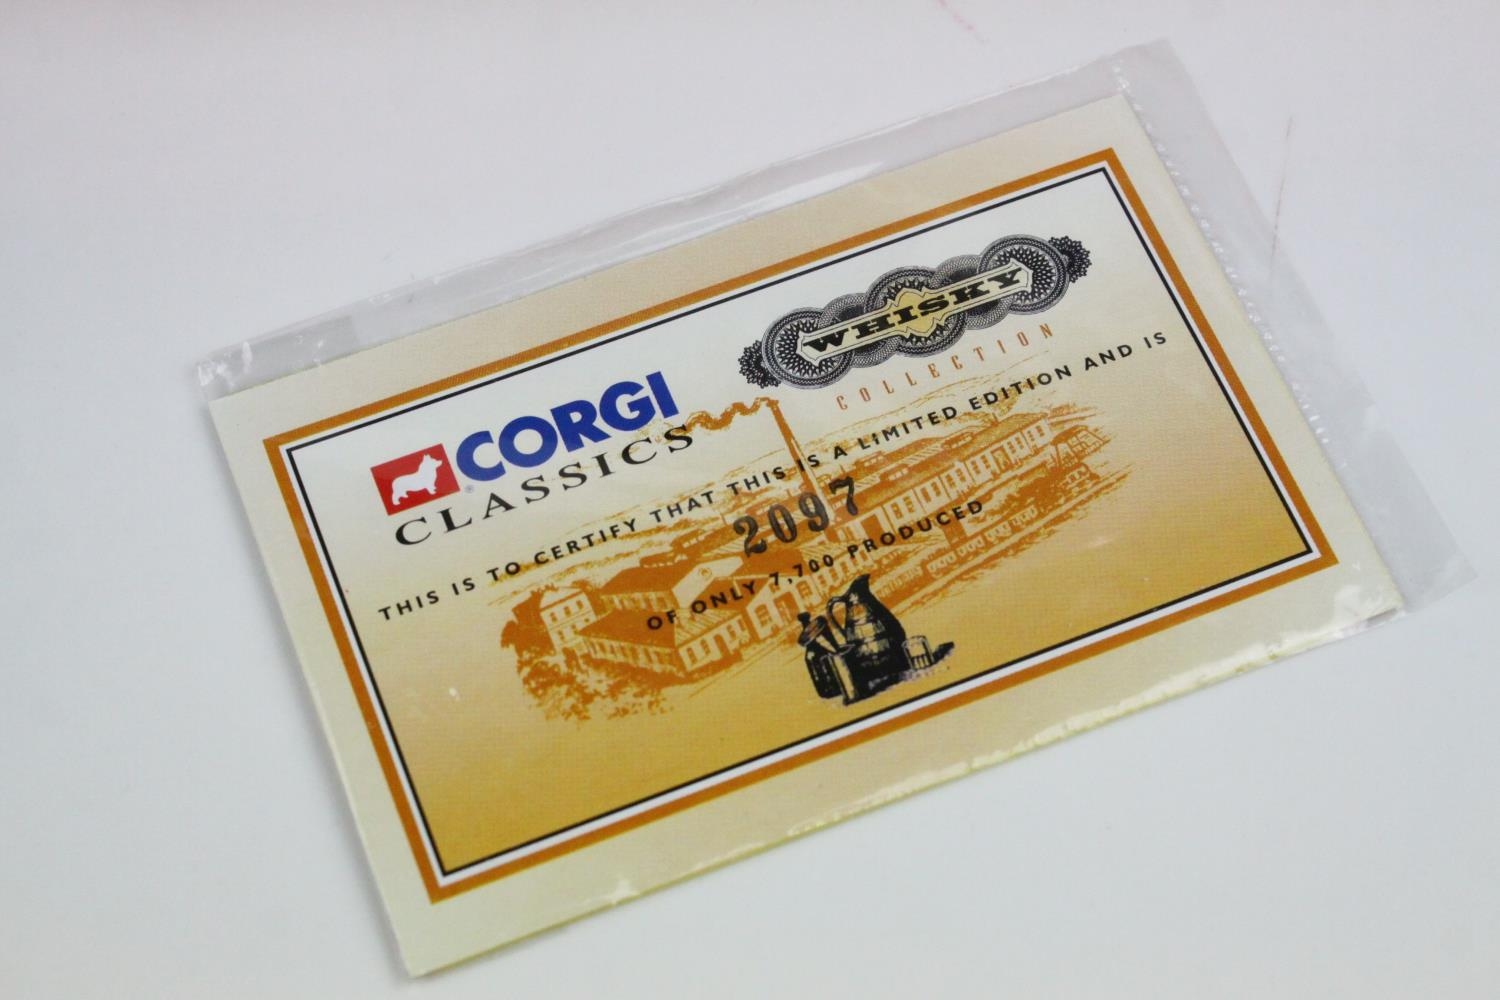 WHISKY
COLLECTION
CORGI
®
CLASSICS
THIS IS TO CERTIFY THAT THIS IS A LIMITED EDITION AND IS
2097
OF ONLY 7,700 PRODUCED